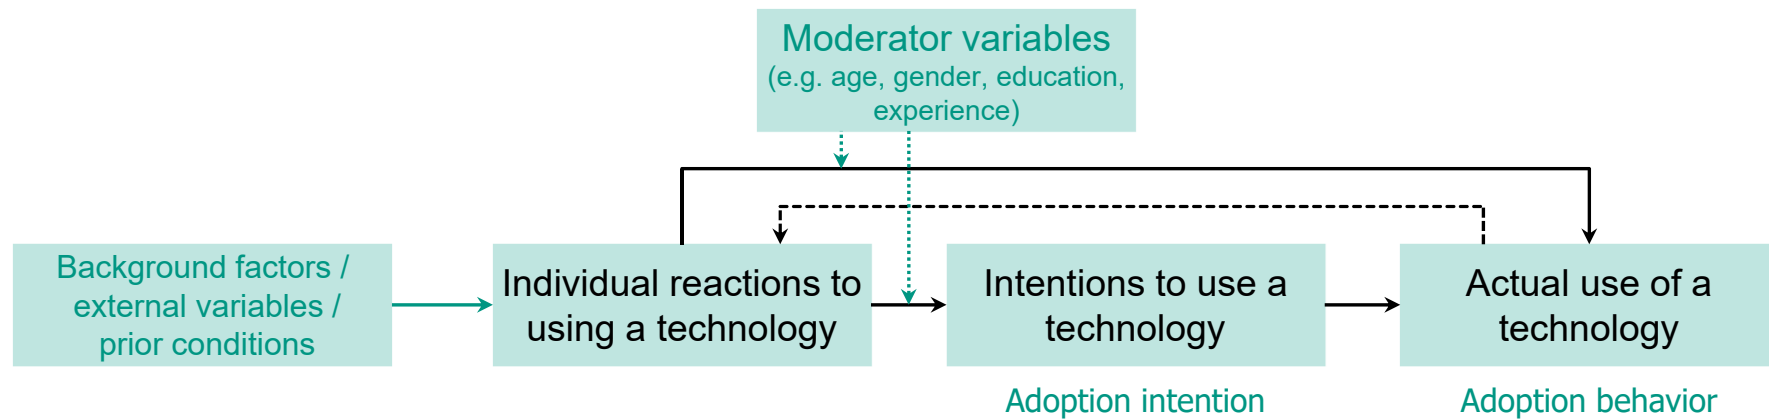 Moderator variables
(e.g. age, gender, education,
experience)
Background factors /
external variables /
prior conditions
Individual reactions to
using a technology
Intentions to use a
technology
Actual use of a
technology
Adoption intention
Adoption behavior